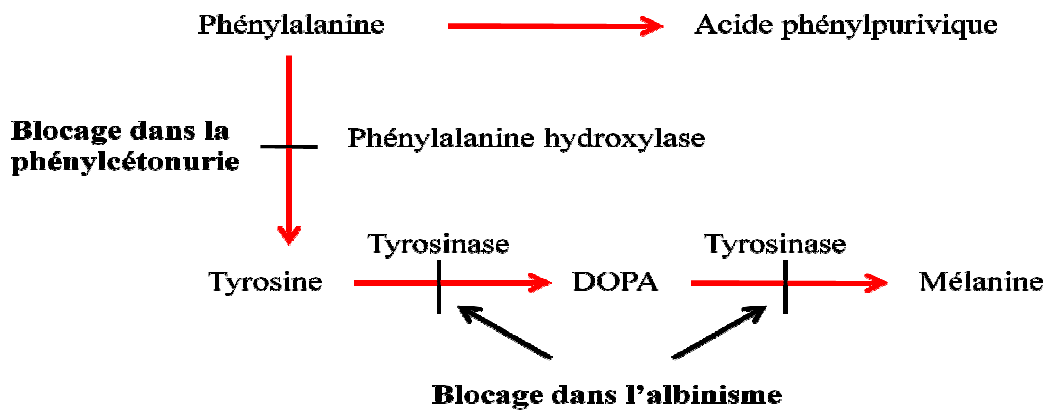 Phénylalanine
Acide phénylpurivique
Blocage dans la
phénylcétonurie
Phénylalanine hydroxylase
Tyrosinase
Tyrosinase
Tyrosine
DOPA
Mélanine
Blocage dans l'albinisme